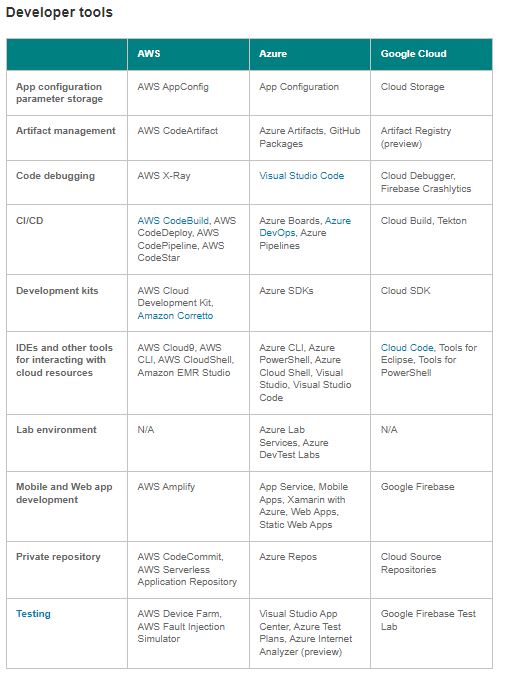 Developer tools
AWS Azure Google Cloud
App configuration parameter storage AWS AppConfig App Configuration Cloud Storage
Artifact management AWS CodeArtifact Azure Artifacts, GitHub Packages Artifact Registry (preview)
Code debugging AWS X-Ray Visual Studio Code Cloud Debugger, Firebase Crashlytics
CI/CD AWS CodeBuild, AWS CodeDeploy, AWS CodePipeline, AWS CodeStar Azure Boards, Azure DevOps, Azure Pipelines Cloud Build, Tekton
Development kits AWS Cloud Development Kit, Amazon Corretto Azure SDKs Cloud SDK
IDEs and other tools for interacting with cloud resources AWS Cloud9, AWS CLI, AWS CloudShell, Amazon EMR Studio Azure CLI, Azure PowerShell, Azure Cloud Shell, Visual Studio, Visual Studio Code Cloud Code, Tools for Eclipse, Tools for PowerShell
Lab environment N/A Azure Lab Services, Azure DevTest Labs N/A
Mobile and Web app development AWS Amplify App Service, Mobile Apps, Xamarin with Azure, Web Apps, Static Web Apps Google Firebase
Private repository AWS CodeCommit, AWS Serverless Application Repository Azure Repos Cloud Source Repositories
Testing AWS Device Farm, AWS Fault Injection Simulator Visual Studio App Center, Azure Test Plans, Azure Internet Analyzer (preview) Google Firebase Test Lab